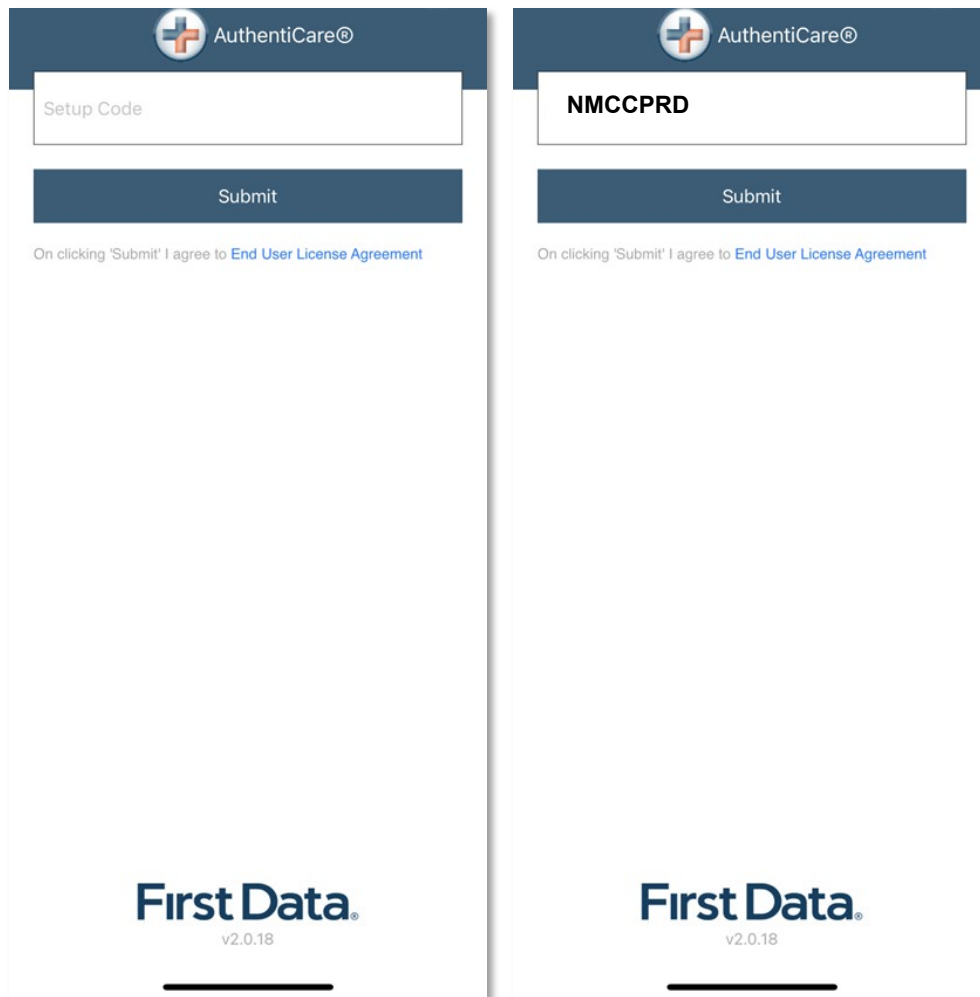 AuthentiCare®
Setup Code
Submit
On clicking 'Submit' I agree to End User License Agreement
First Data®
v2.0.18
AuthentiCare®
NMCCPRD
Submit
On clicking 'Submit' I agree to End User License Agreement
First Data®
v2.0.18